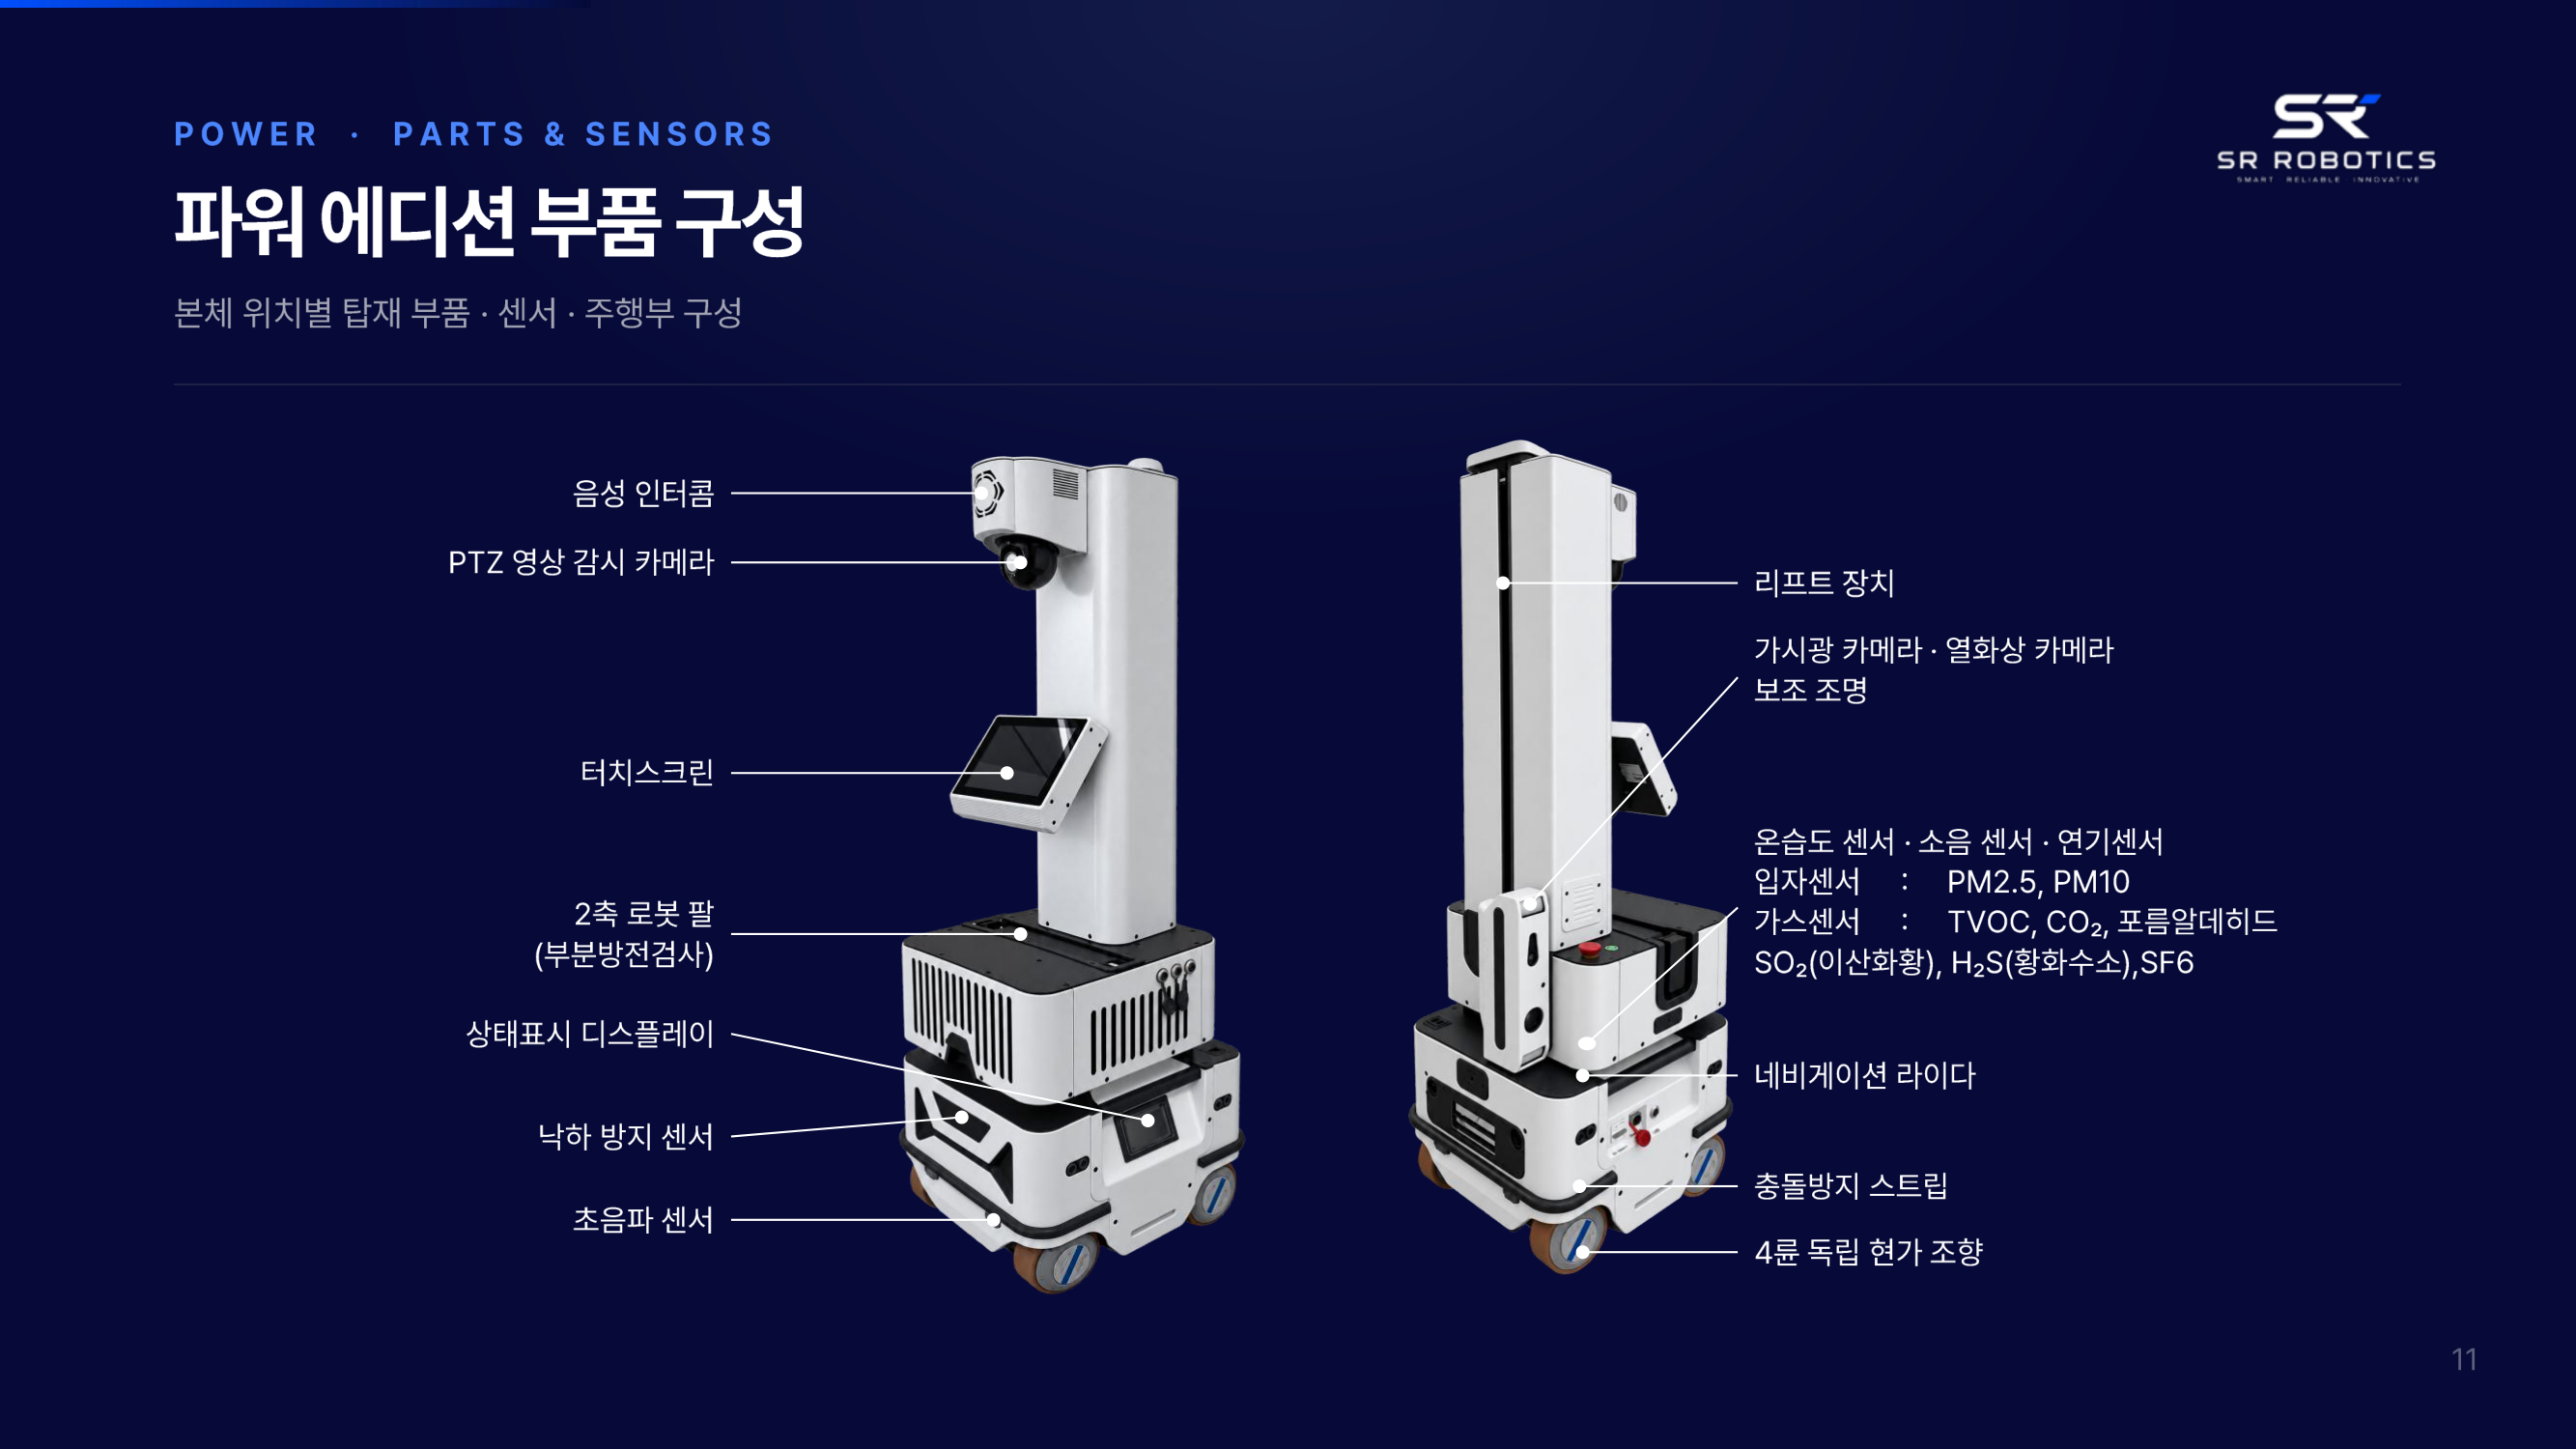 POWER · PARTS & SENSORS
파워 에디션 부품 구성
본체 위치별 탑재 부품 · 센서 · 주행부 구성
SR
SR ROBOTICS
SMART RELIABLE INNOVATIVE
음성 인터콤
PTZ 영상 감시 카메라
터치스크린
2축 로봇 팔
(부분방전검사)
상태표시 디스플레이
낙하 방지 센서
초음파 센서
리프트 장치
가시광 카메라 · 열화상 카메라
보조 조명
온습도 센서 · 소음 센서 · 연기센서
입자센서 : PM2.5, PM10
가스센서 : TVOC, CO₂, 포름알데히드
SO₂(이산화황), H₂S(황화수소),SF6
네비게이션 라이다
충돌방지 스트립
4륜 독립 현가 조향
11